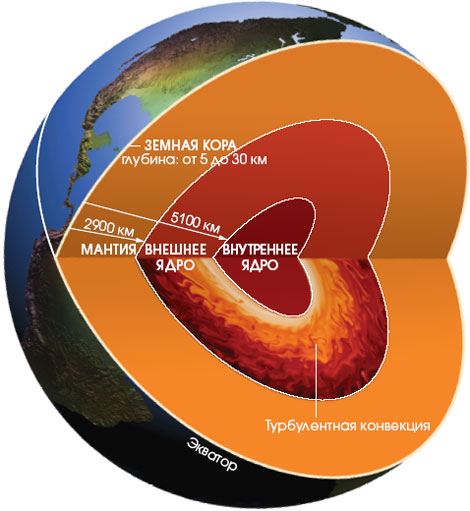 ЗЕМНАЯ КОРА
глубина: от 5 до 30 км
5100 км
2900 км
МАНТИЯ
ВНЕШНЕЕ
ЯДРО
ВНУТРЕННЕЕ
ЯДРО
Турбулентная конвекция
Экватор